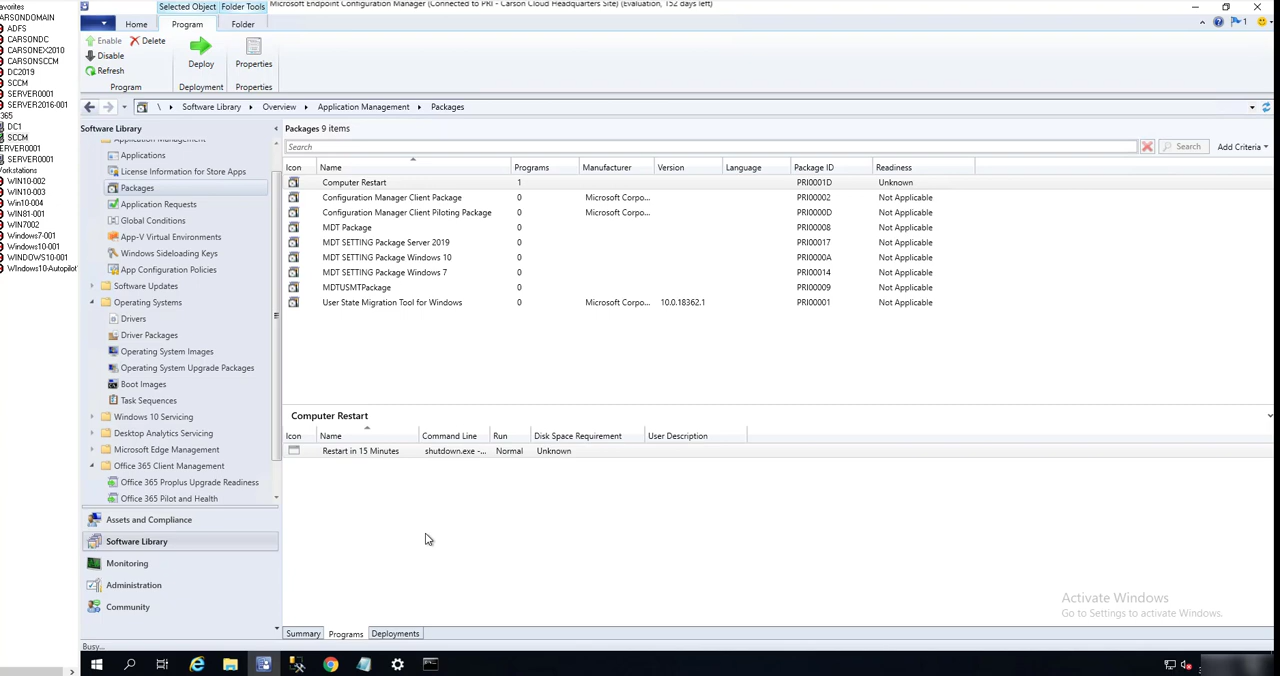 Selected Object Folder Tools Microsoft Endpoint Configuration Manager (Connected to PRI - Carson Cloud Headquarters Site) (Evaluation, 152 days left)
Home Program Folder
1
Enable Delete
Disable
Refresh
Deploy
Properties
Program Deployment Properties
\ Software Library Overview Application Management Packages
avorites
ARSONDOMAIN
ADFS
CARSONDC
CARSONEX2010
CARSONSCCM
DC2019
SCCM
SERVER0001
SERVER2016-001
365
DC1
SCCM
ERVER0001
SERVER0001
orkstations
WIN10-002
WIN10-003
Win10-004
WIN81-001
WIN7002
Windows7-001
Windows10-001
WINDOWS10-001
WIndows10-Autopilot
Software Library
Application Management
Applications
License Information for Store Apps
Packages
Application Requests
Global Conditions
App-V Virtual Environments
Windows Sideloading Keys
App Configuration Policies
Software Updates
Operating Systems
Drivers
Driver Packages
Operating System Images
Operating System Upgrade Packages
Boot Images
Task Sequences
Windows 10 Servicing
Desktop Analytics Servicing
Microsoft Edge Management
Office 365 Client Management
Office 365 Proplus Upgrade Readiness
Office 365 Pilot and Health
Assets and Compliance
Software Library
Monitoring
Administration
Community
Packages 9 items
Search Search Add Criteria
Icon Name Programs Manufacturer Version Language Package ID Readiness
Computer Restart 1 PRI0001D Unknown
Configuration Manager Client Package 0 Microsoft Corpo... PRI00002 Not Applicable
Configuration Manager Client Piloting Package 0 Microsoft Corpo... PRI0000D Not Applicable
MDT Package 0 PRI00008 Not Applicable
MDT SETTING Package Server 2019 0 PRI00017 Not Applicable
MDT SETTING Package Windows 10 0 PRI0000A Not Applicable
MDT SETTING Package Windows 7 0 PRI00014 Not Applicable
MDTUSMTPackage 0 PRI00009 Not Applicable
User State Migration Tool for Windows 0 Microsoft Corpo... 10.0.18362.1 PRI00001 Not Applicable
Computer Restart
Icon Name Command Line Run Disk Space Requirement User Description
Restart in 15 Minutes shutdown.exe -... Normal Unknown
Activate Windows
Go to Settings to activate Windows.
Summary Programs Deployments
Busy...